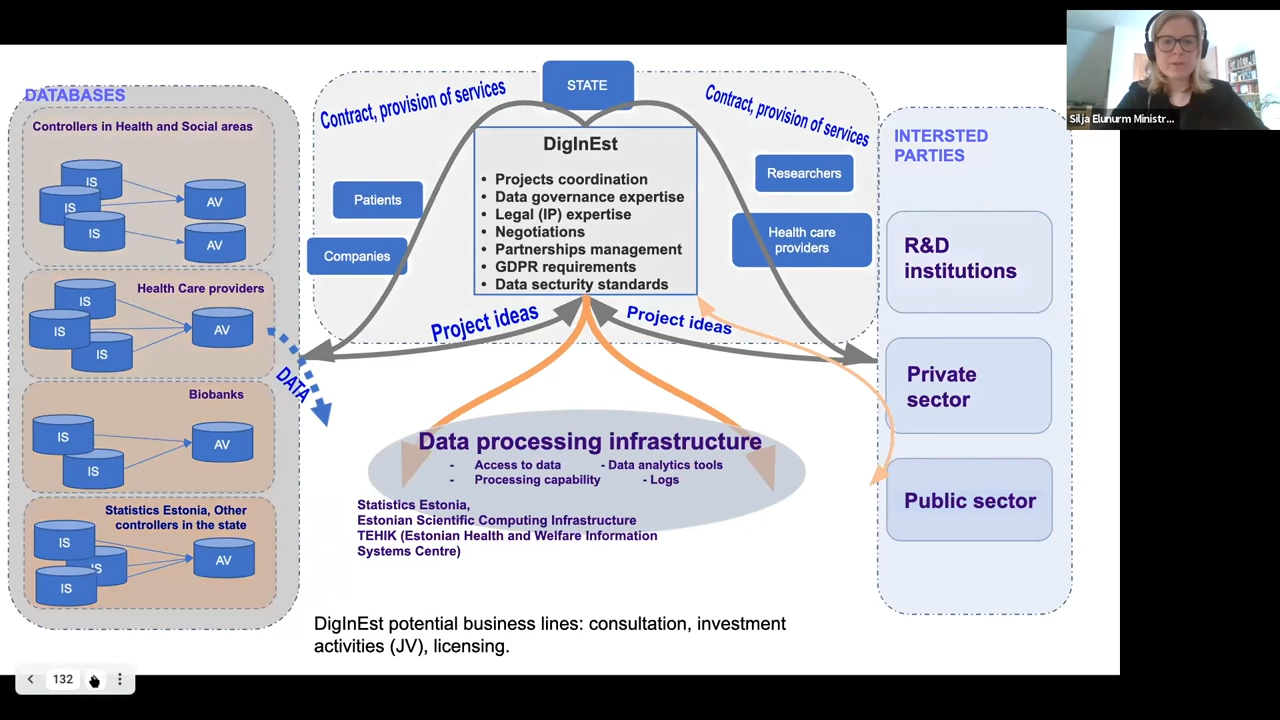 DATABASES
Controllers in Health and Social areas
IS
IS
IS
AV
AV
Health Care providers
IS
IS
IS
AV
Biobanks
IS
IS
AV
Statistics Estonia, Other
controllers in the state
IS
IS
IS
AV
DATA
STATE
Contract, provision of services
Contract, provision of services
DigInEst
• Projects coordination
• Data governance expertise
• Legal (IP) expertise
• Negotiations
• Partnerships management
• GDPR requirements
• Data secturity standards
Patients
Companies
Researchers
Health care
providers
Project ideas
Project ideas
Data processing infrastructure
- Access to data - Data analytics tools
- Processing capability - Logs
Statistics Estonia,
Estonian Scientific Computing Infrastructure
TEHIK (Estonian Health and Welfare Information
Systems Centre)
DigInEst potential business lines: consultation, investment
activities (JV), licensing.
INTERSTED
PARTIES
R&D
institutions
Private
sector
Public sector
Silja Elunurm Ministr...
132